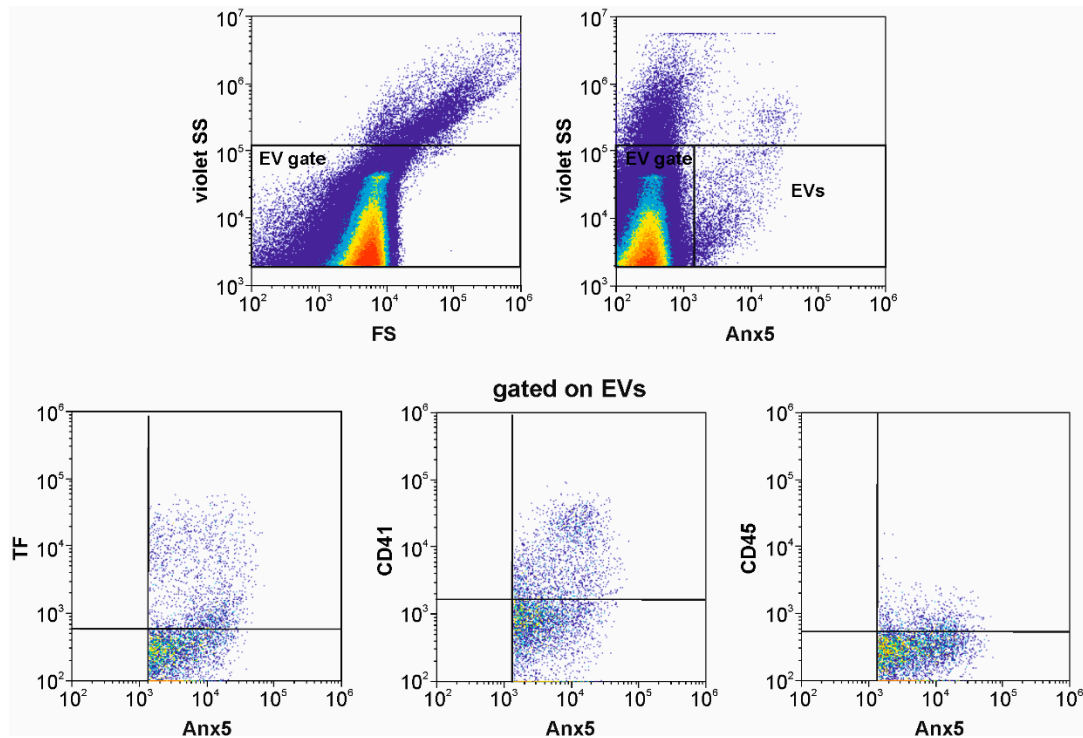 10⁷
10⁶
10⁵
10⁴
10³
violet SS
EV gate
10² 10³ 10⁴ 10⁵ 10⁶
FS
10⁷
10⁶
10⁵
10⁴
10³
violet SS
EV gate
EVs
10² 10³ 10⁴ 10⁵ 10⁶
Anx5
gated on EVs
10⁶
10⁵
10⁴
10³
10²
TF
10² 10³ 10⁴ 10⁵ 10⁶
Anx5
10⁶
10⁵
10⁴
10³
10²
CD41
10² 10³ 10⁴ 10⁵ 10⁶
Anx5
10⁶
10⁵
10⁴
10³
10²
CD45
10² 10³ 10⁴ 10⁵ 10⁶
Anx5